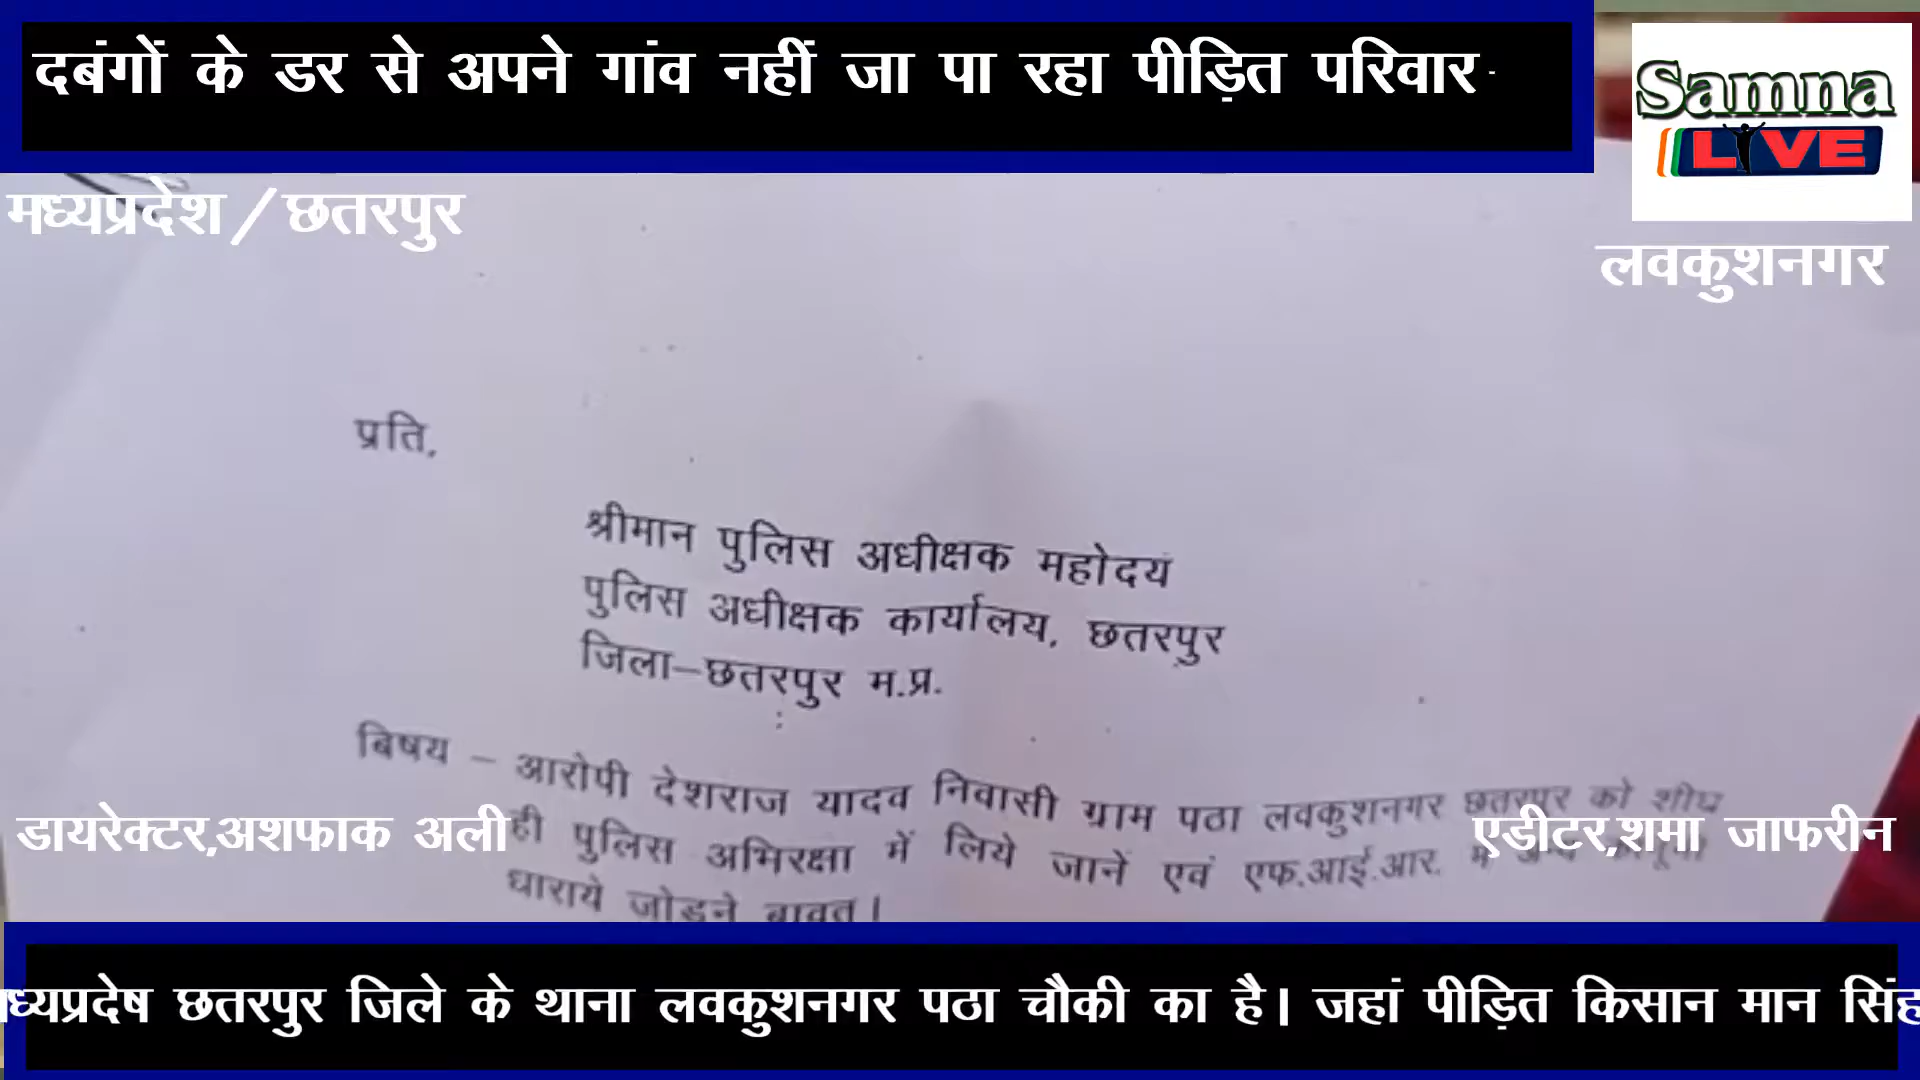 दबंगों के डर से अपने गांव नहीं जा पा रहा पीड़ित परिवार-
Samna
LIVE
मध्यप्रदेश/छतरपुर
लवकुशनगर
प्रति,
श्रीमान पुलिस अधीक्षक महोदय
पुलिस अधीक्षक कार्यालय, छतरपुर
जिला–छतरपुर म.प्र.
बिषय – आरोपी देशराज यादव निवासी ग्राम पठा लवकुशनगर छतरपुर को शीघ्र
ही पुलिस अभिरक्षा में लिये जानें एवं एफ.आई.आर. में
धाराये जोडने बावत।
डायरेक्टर,अशफाक अली
एडीटर,शमा जाफरीन
ध्यप्रदेष छतरपुर जिले के थाना लवकुशनगर पठा चौकी का है। जहां पीड़ित किसान मान सिंह